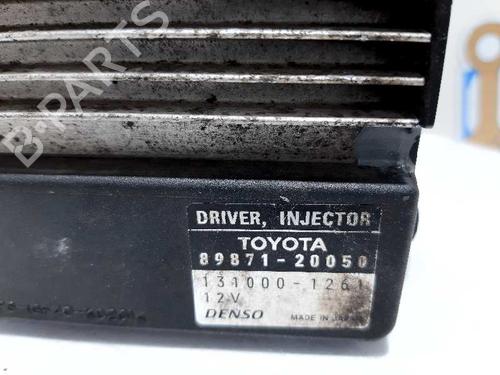 B-PARTS
DRIVER, INJECTOR
TOYOTA
89871-20050
131000-1261
12V
DENSO MADE IN JAPAN